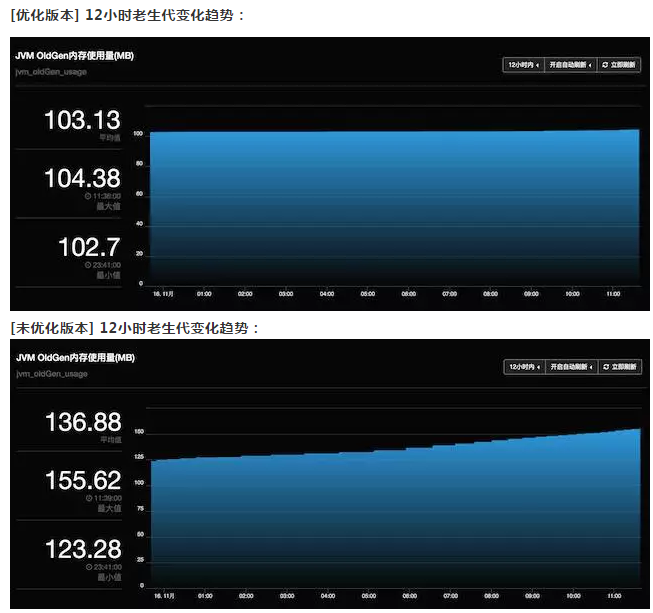 [优化版本] 12小时老生代变化趋势：
JVM OldGen内存使用量(MB)
jvm_oldGen_usage
12小时内
开启自动刷新
立即刷新
103.13
平均值
104.38
11:38:00
最大值
102.7
23:41:00
最小值
100
80
60
40
20
0
16. 11月 01:00 02:00 03:00 04:00 05:00 06:00 07:00 08:00 09:00 10:00 11:00
[未优化版本] 12小时老生代变化趋势：
JVM OldGen内存使用量(MB)
jvm_oldGen_usage
12小时内
开启自动刷新
立即刷新
136.88
平均值
155.62
11:39:00
最大值
123.28
23:41:00
最小值
150
125
100
75
50
25
0
16. 11月 01:00 02:00 03:00 04:00 05:00 06:00 07:00 08:00 09:00 10:00 11:00